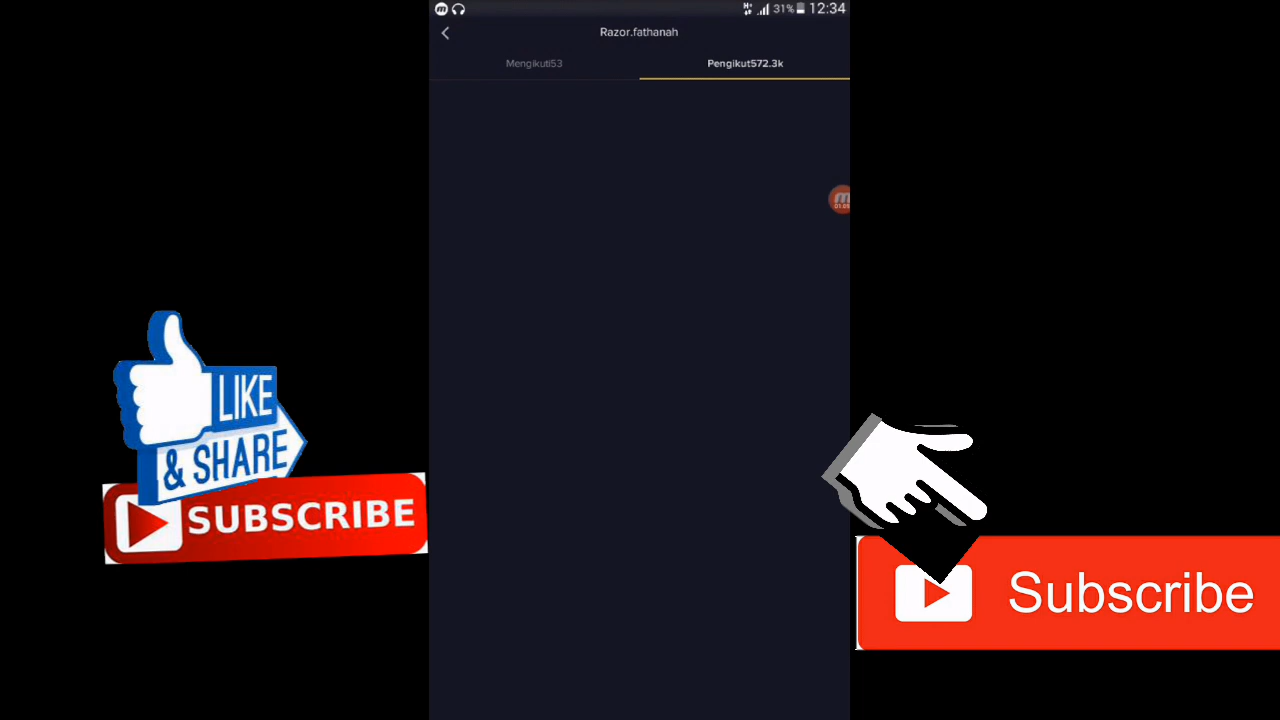 31% 12:34
Razor.fathanah
Mengikuti53 Pengikut572.3k
LIKE
& SHARE
SUBSCRIBE
Subscribe